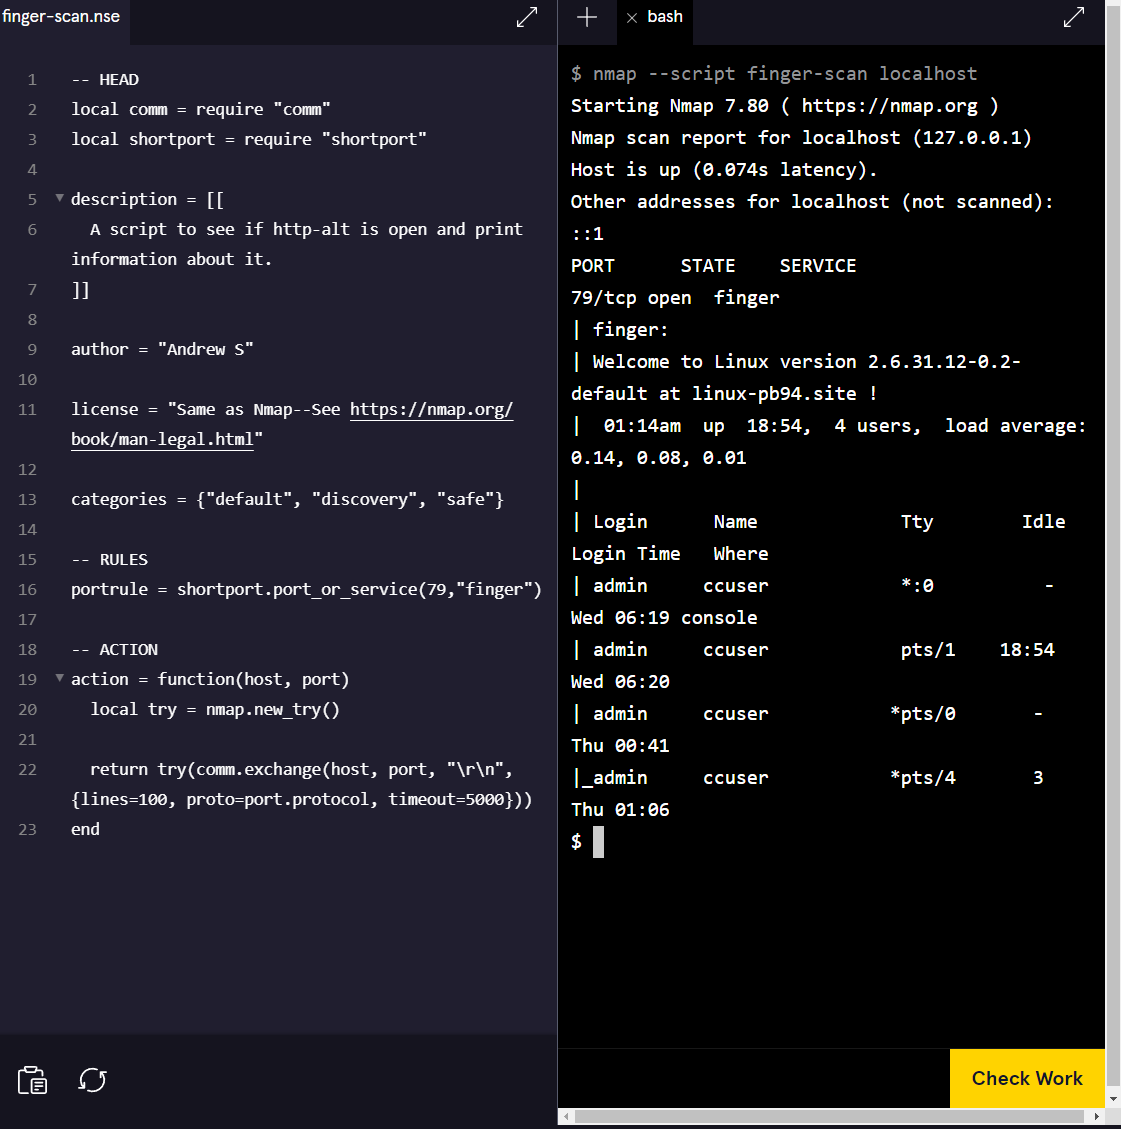 finger-scan.nse
1 -- HEAD
2 local comm = require "comm"
3 local shortport = require "shortport"
4
5 description = [[
6 A script to see if http-alt is open and print
information about it.
7 ]]
8
9 author = "Andrew S"
10
11 license = "Same as Nmap--See https://nmap.org/
book/man-legal.html"
12
13 categories = {"default", "discovery", "safe"}
14
15 -- RULES
16 portrule = shortport.port_or_service(79,"finger")
17
18 -- ACTION
19 action = function(host, port)
20 local try = nmap.new_try()
21
22 return try(comm.exchange(host, port, "\r\n",
{lines=100, proto=port.protocol, timeout=5000}))
23 end
bash
$ nmap --script finger-scan localhost
Starting Nmap 7.80 ( https://nmap.org )
Nmap scan report for localhost (127.0.0.1)
Host is up (0.074s latency).
Other addresses for localhost (not scanned):
::1
PORT      STATE    SERVICE
79/tcp open  finger
| finger:
| Welcome to Linux version 2.6.31.12-0.2-
default at linux-pb94.site !
|  01:14am  up  18:54,  4 users,  load average:
0.14, 0.08, 0.01
|
| Login      Name             Tty        Idle
Login Time   Where
| admin     ccuser            *:0          -
Wed 06:19 console
| admin     ccuser            pts/1    18:54
Wed 06:20
| admin     ccuser           *pts/0       -
Thu 00:41
|_admin     ccuser           *pts/4       3
Thu 01:06
$
Check Work